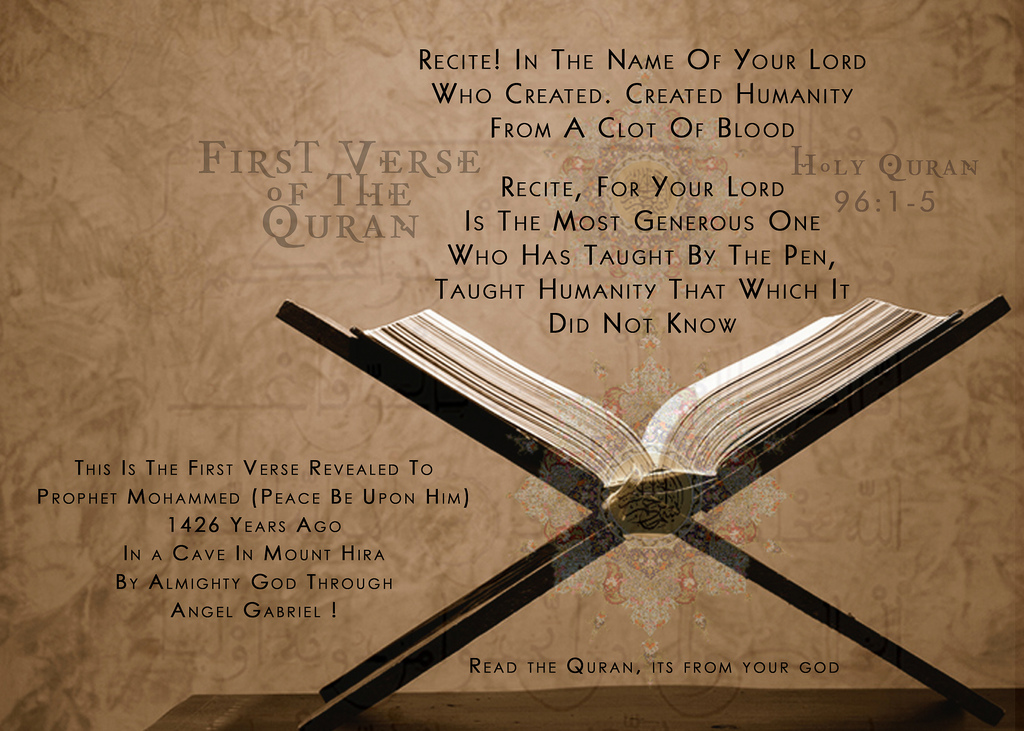 Recite! In The Name Of Your Lord
Who Created. Created Humanity
From A Clot Of Blood
First Verse
of The
Quran
Holy Quran
96:1-5
Recite, For Your Lord
Is The Most Generous One
Who Has Taught By The Pen,
Taught Humanity That Which It
Did Not Know
This Is The First Verse Revealed To
Prophet Mohammed (Peace Be Upon Him)
1426 Years Ago
In a Cave In Mount Hira
By Almighty God Through
Angel Gabriel !
Read the Quran, its from your god